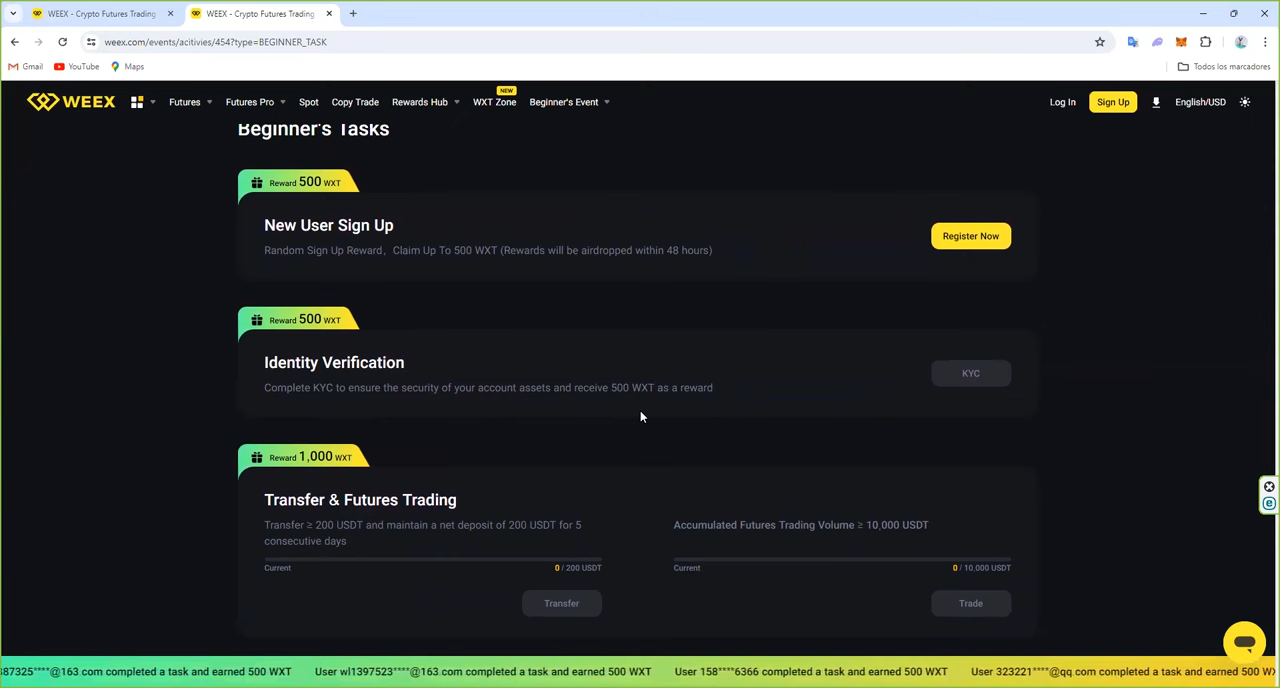 WEEX - Crypto Futures Trading
WEEX - Crypto Futures Trading
weex.com/events/acitivies/454?type=BEGINNER_TASK
Gmail
YouTube
Maps
Todos los marcadores
WEEX
Futures
Futures Pro
Spot
Copy Trade
Rewards Hub
NEW
WXT Zone
Beginner's Event
Log In
Sign Up
English/USD
Beginner's Tasks
Reward 500 WXT
New User Sign Up
Random Sign Up Reward, Claim Up To 500 WXT (Rewards will be airdropped within 48 hours)
Register Now
Reward 500 WXT
Identity Verification
Complete KYC to ensure the security of your account assets and receive 500 WXT as a reward
KYC
Reward 1,000 WXT
Transfer & Futures Trading
Transfer ≥ 200 USDT and maintain a net deposit of 200 USDT for 5
consecutive days
Current 0 / 200 USDT
Transfer
Accumulated Futures Trading Volume ≥ 10,000 USDT
Current 0 / 10,000 USDT
Trade
387325****@163.com completed a task and earned 500 WXT User wl1397523****@163.com completed a task and earned 500 WXT User 158****6366 completed a task and earned 500 WXT User 323221****@qq.com completed a task and earned 500 WX